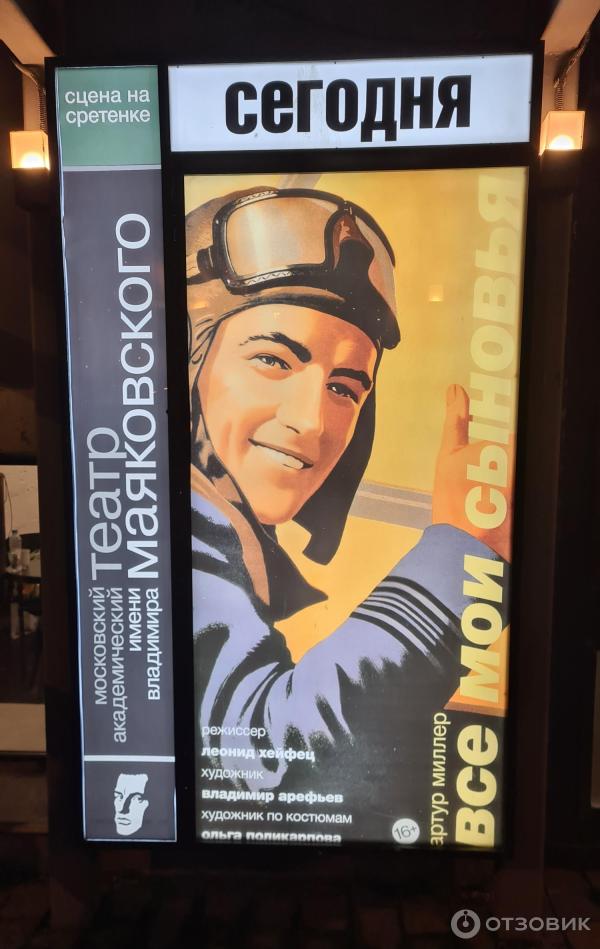 сцена на
сретенке
сегодня
московский
академический
театр
имени
владимира
маяковского
артур миллер
все мои сыновья
режиссер
леонид хейфец
художник
владимир арефьев
художник по костюмам
ольга поликарпова
16+
ОТЗОВИК